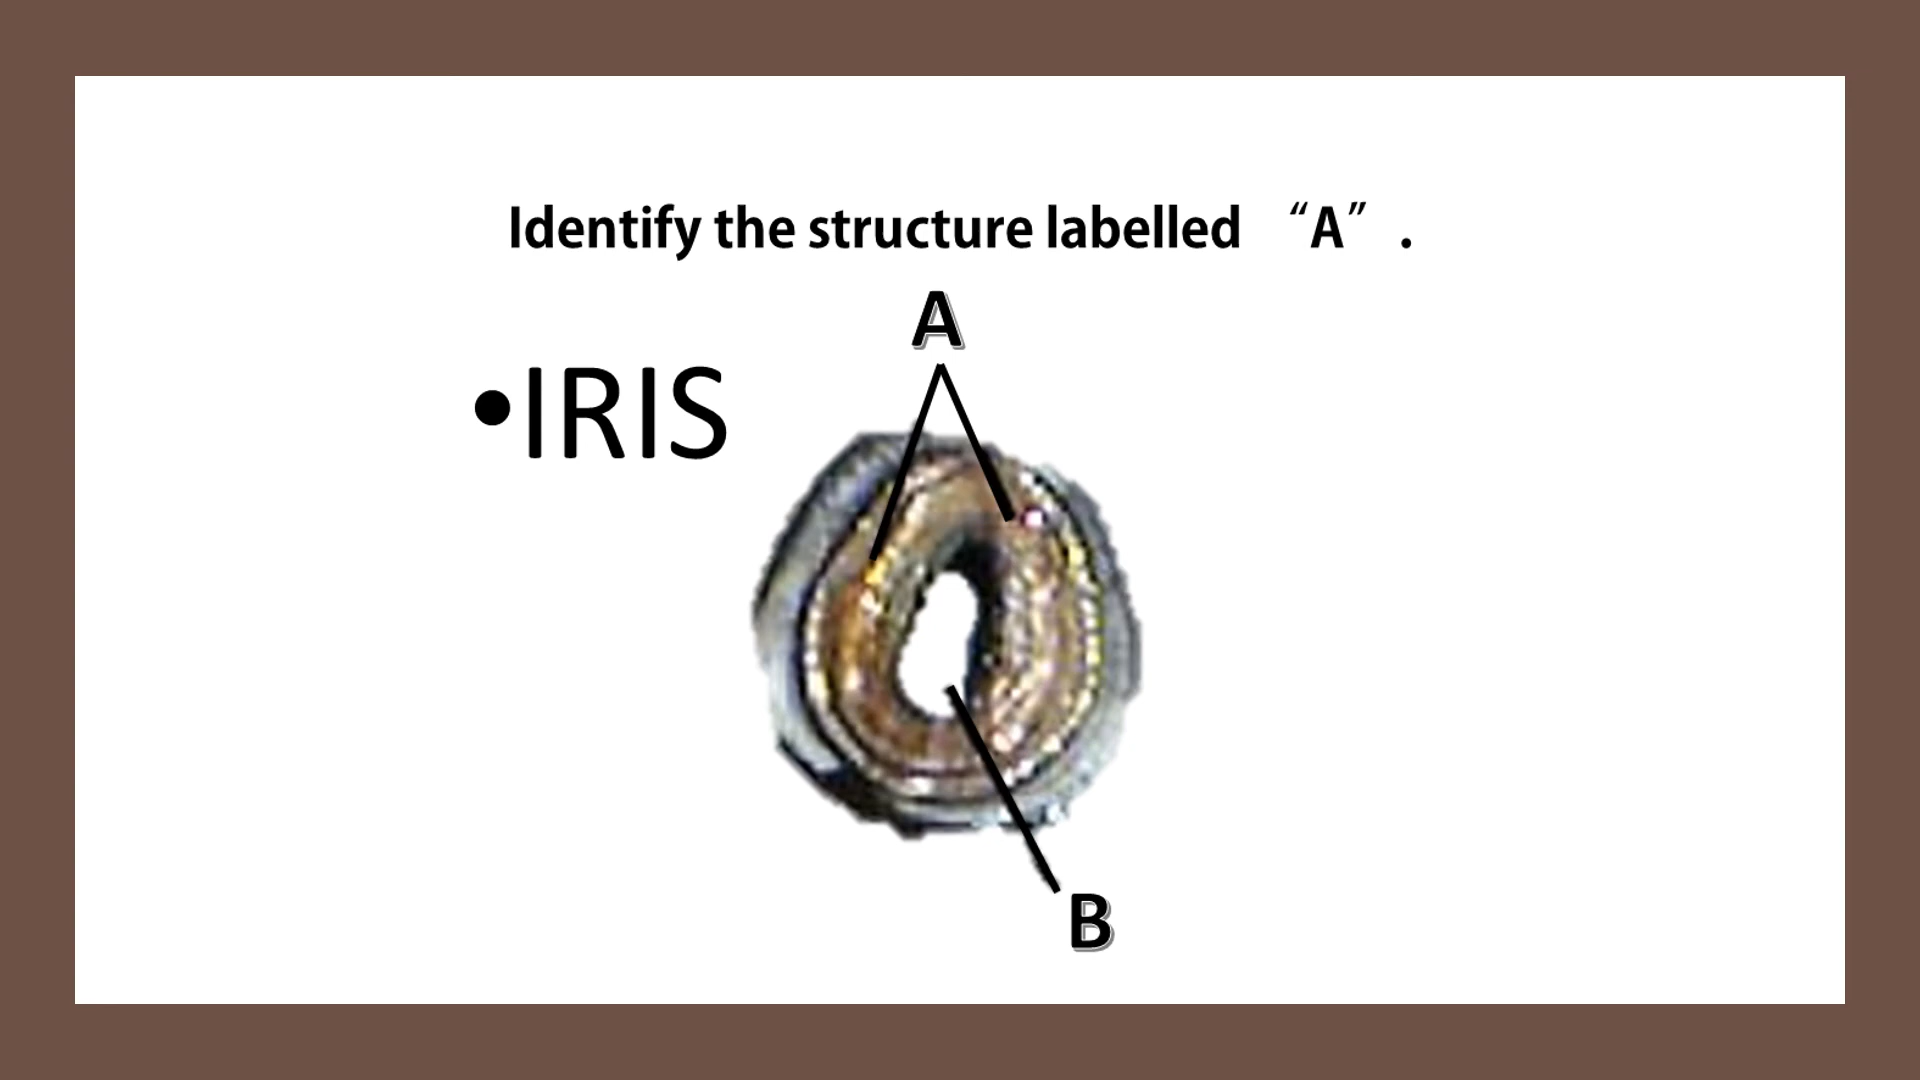 Identify the structure labelled “A” .
A
•IRIS
B